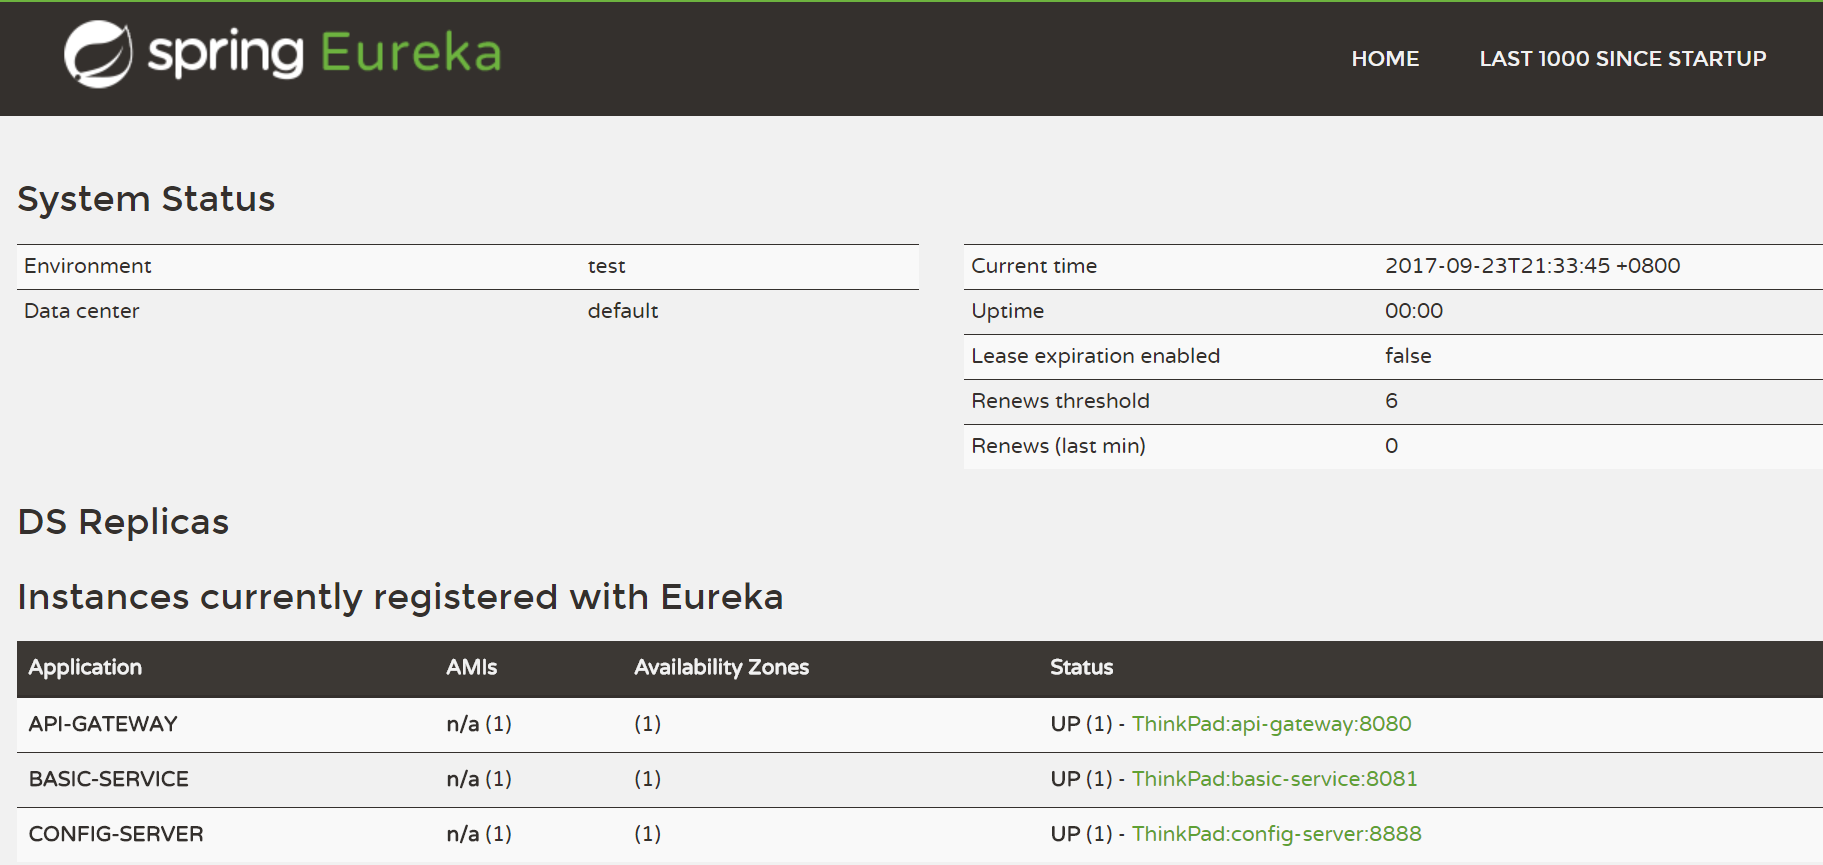 spring Eureka
HOME LAST 1000 SINCE STARTUP
System Status
Environment test
Data center default
Current time 2017-09-23T21:33:45 +0800
Uptime 00:00
Lease expiration enabled false
Renews threshold 6
Renews (last min) 0
DS Replicas
Instances currently registered with Eureka
Application AMIs Availability Zones Status
API-GATEWAY n/a (1) (1) UP (1) - ThinkPad:api-gateway:8080
BASIC-SERVICE n/a (1) (1) UP (1) - ThinkPad:basic-service:8081
CONFIG-SERVER n/a (1) (1) UP (1) - ThinkPad:config-server:8888